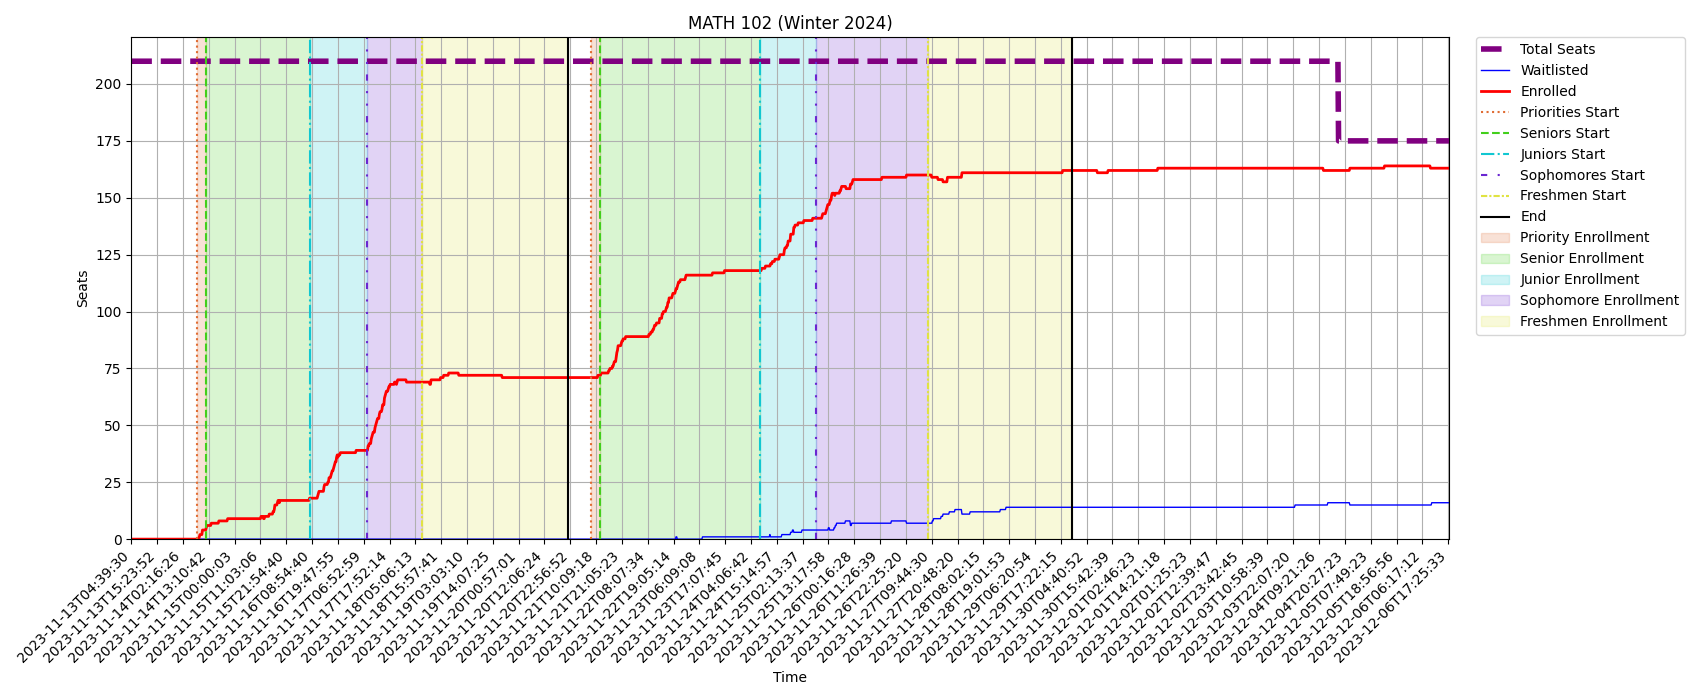 MATH 102 (Winter 2024)
Seats
200
175
150
125
100
75
50
25
0
2023-11-13T04:39:30
2023-11-13T15:23:52
2023-11-14T02:16:26
2023-11-14T13:10:42
2023-11-15T00:00:03
2023-11-15T11:03:06
2023-11-15T21:54:40
2023-11-16T08:54:40
2023-11-16T19:47:55
2023-11-17T06:52:59
2023-11-17T17:52:14
2023-11-18T05:06:13
2023-11-18T15:57:41
2023-11-19T03:03:10
2023-11-19T14:07:25
2023-11-20T00:57:01
2023-11-20T12:06:24
2023-11-20T22:56:52
2023-11-21T10:09:18
2023-11-21T21:05:23
2023-11-22T08:07:34
2023-11-22T19:05:14
2023-11-23T06:09:08
2023-11-23T17:07:45
2023-11-24T04:06:42
2023-11-24T15:14:57
2023-11-25T02:13:37
2023-11-25T13:17:58
2023-11-26T00:16:28
2023-11-26T11:26:39
2023-11-26T22:25:20
2023-11-27T09:44:30
2023-11-27T20:48:20
2023-11-28T08:02:15
2023-11-28T19:01:53
2023-11-29T06:20:54
2023-11-29T17:22:15
2023-11-30T04:40:52
2023-11-30T15:42:39
2023-12-01T02:46:23
2023-12-01T14:21:18
2023-12-02T01:25:23
2023-12-02T12:39:47
2023-12-02T23:42:45
2023-12-03T10:58:39
2023-12-03T22:07:20
2023-12-04T09:21:26
2023-12-04T20:27:23
2023-12-05T07:49:23
2023-12-05T18:56:56
2023-12-06T06:17:12
2023-12-06T17:25:33
Time
Total Seats
Waitlisted
Enrolled
Priorities Start
Seniors Start
Juniors Start
Sophomores Start
Freshmen Start
End
Priority Enrollment
Senior Enrollment
Junior Enrollment
Sophomore Enrollment
Freshmen Enrollment